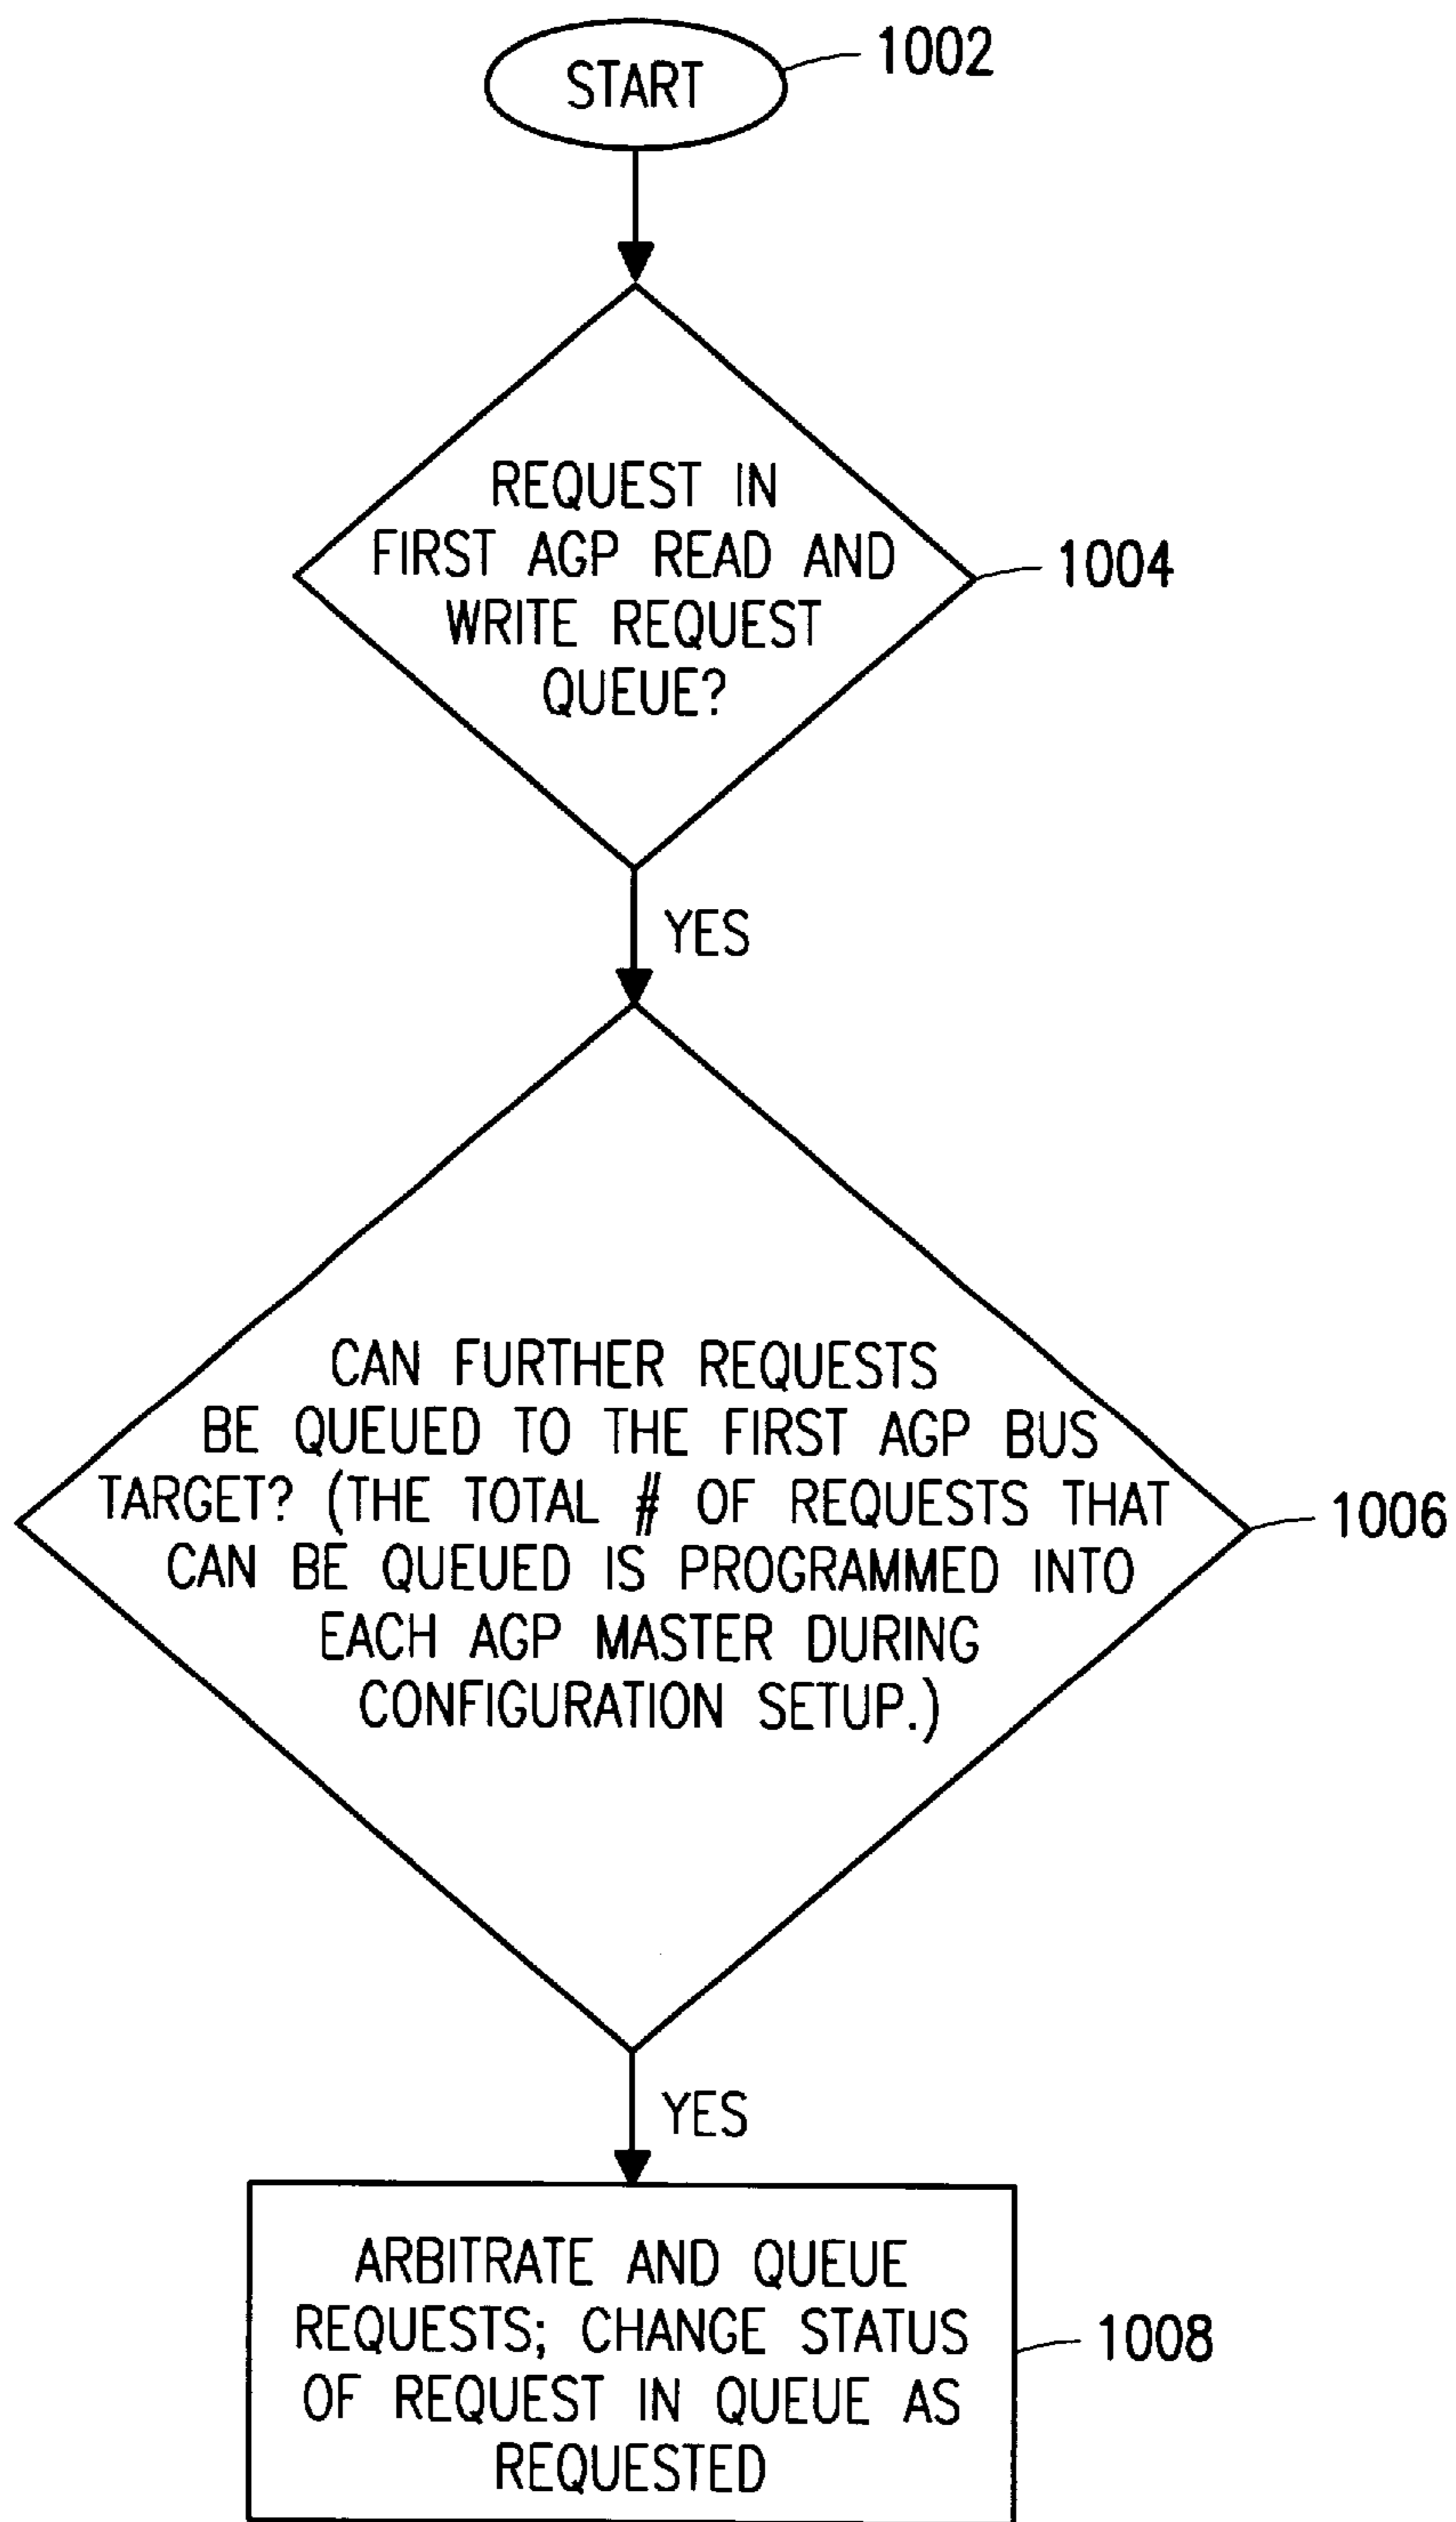 START
1002
REQUEST IN
FIRST AGP READ AND
WRITE REQUEST
QUEUE?
1004
YES
CAN FURTHER REQUESTS
BE QUEUED TO THE FIRST AGP BUS
TARGET? (THE TOTAL # OF REQUESTS THAT
CAN BE QUEUED IS PROGRAMMED INTO
EACH AGP MASTER DURING
CONFIGURATION SETUP.)
1006
YES
ARBITRATE AND QUEUE
REQUESTS; CHANGE STATUS
OF REQUEST IN QUEUE AS
REQUESTED
1008